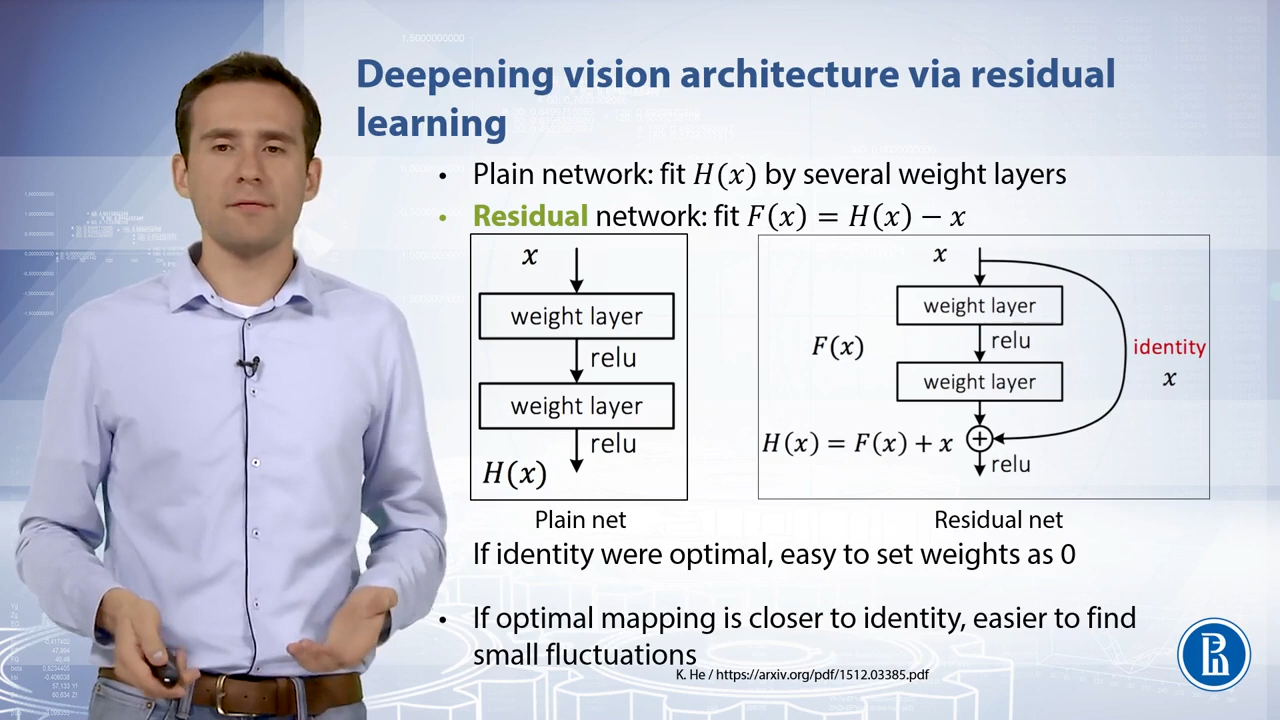 Deepening vision architecture via residual
learning
• Plain network: fit H(x) by several weight layers
• Residual network: fit F(x) = H(x) − x
x
weight layer
relu
weight layer
relu
H(x)
Plain net
x
weight layer
F(x)
relu
identity
x
weight layer
H(x) = F(x) + x
relu
Residual net
If identity were optimal, easy to set weights as 0
• If optimal mapping is closer to identity, easier to find
small fluctuations
K. He / https://arxiv.org/pdf/1512.03385.pdf